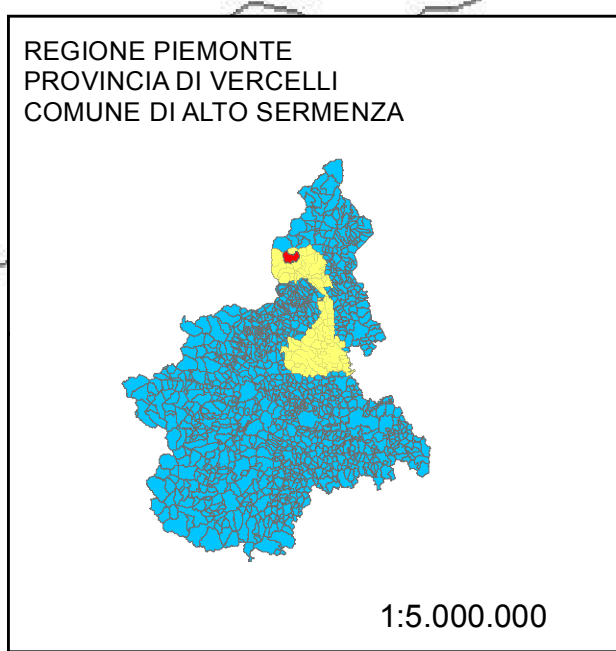 REGIONE PIEMONTE
PROVINCIA DI VERCELLI
COMUNE DI ALTO SERMENZA
1:5.000.000